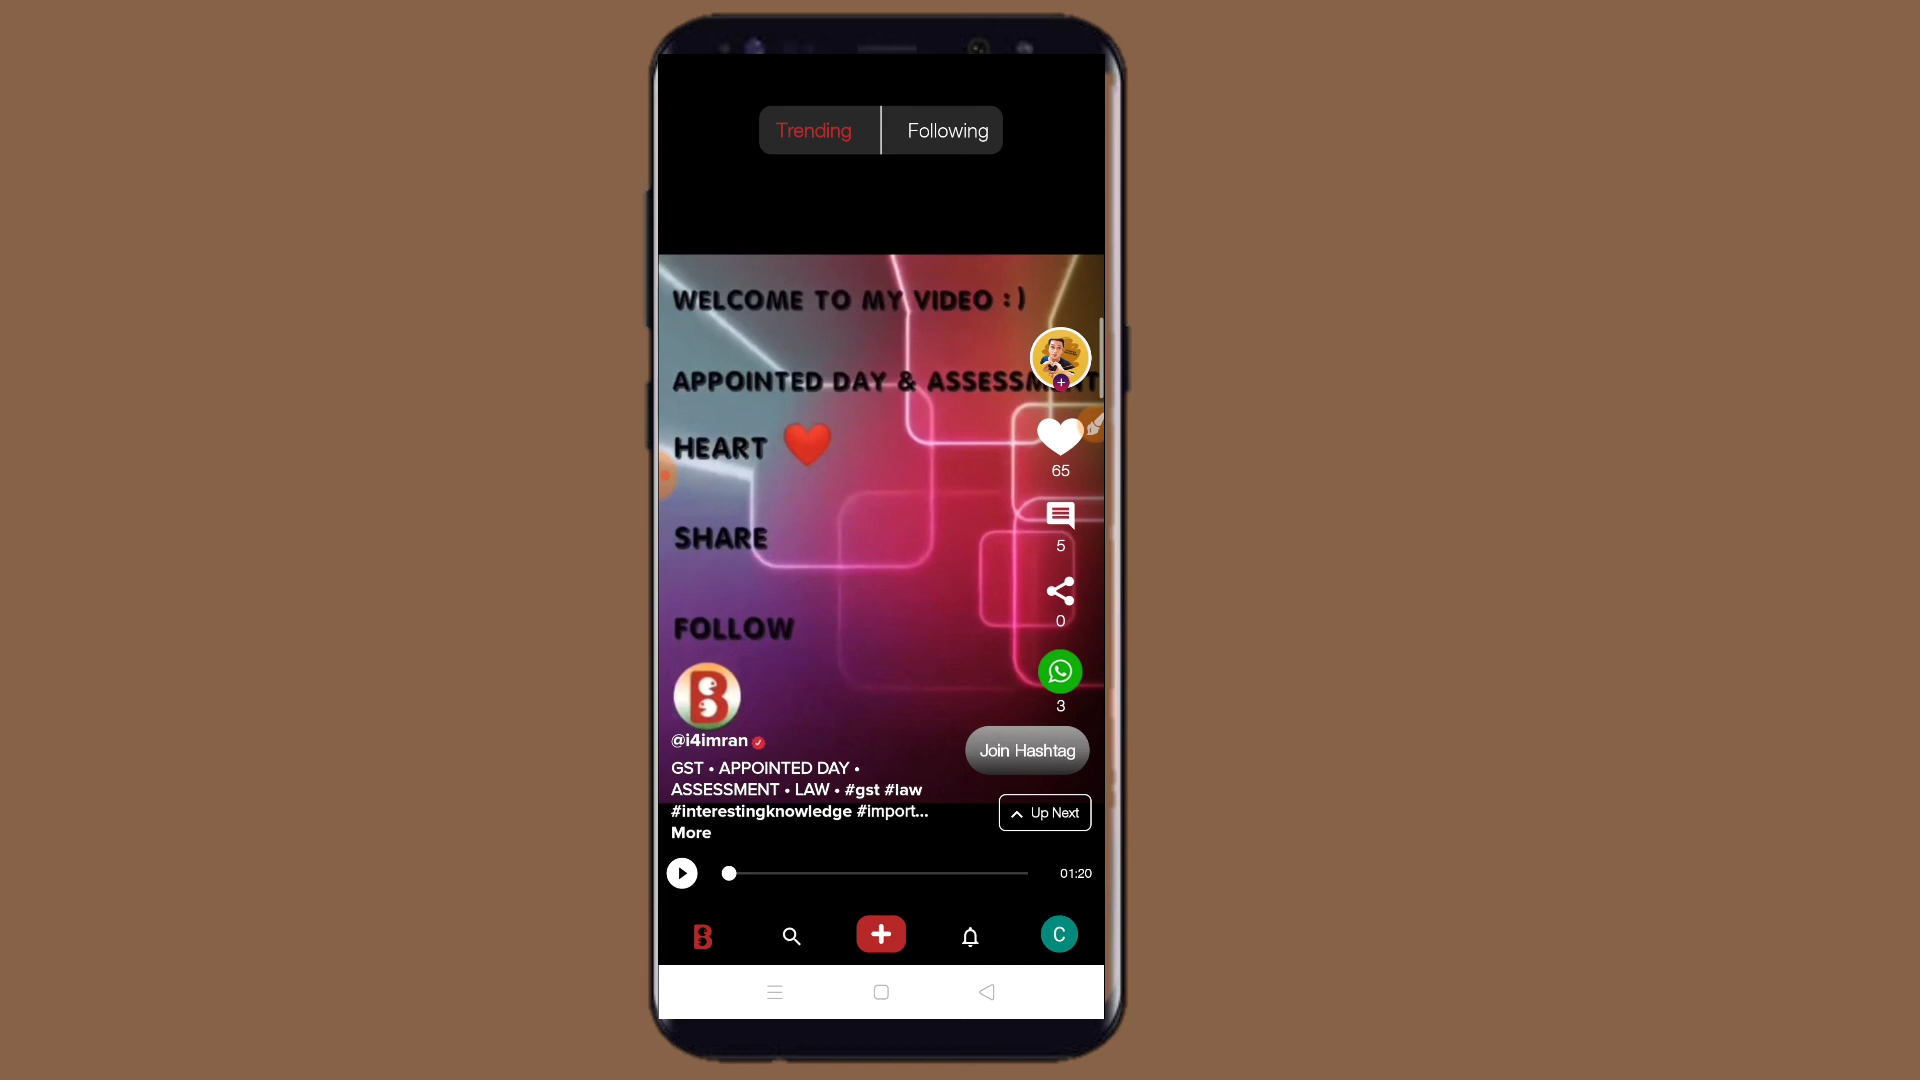 Trending
Following
WELCOME TO MY VIDEO :)
APPOINTED DAY & ASSESSMENT
HEART ❤️
65
5
SHARE
0
FOLLOW
3
B
@i4imran
Join Hashtag
GST • APPOINTED DAY •
ASSESSMENT • LAW • #gst #law
#interestingknowledge #import...
Up Next
More
01:20
B
C